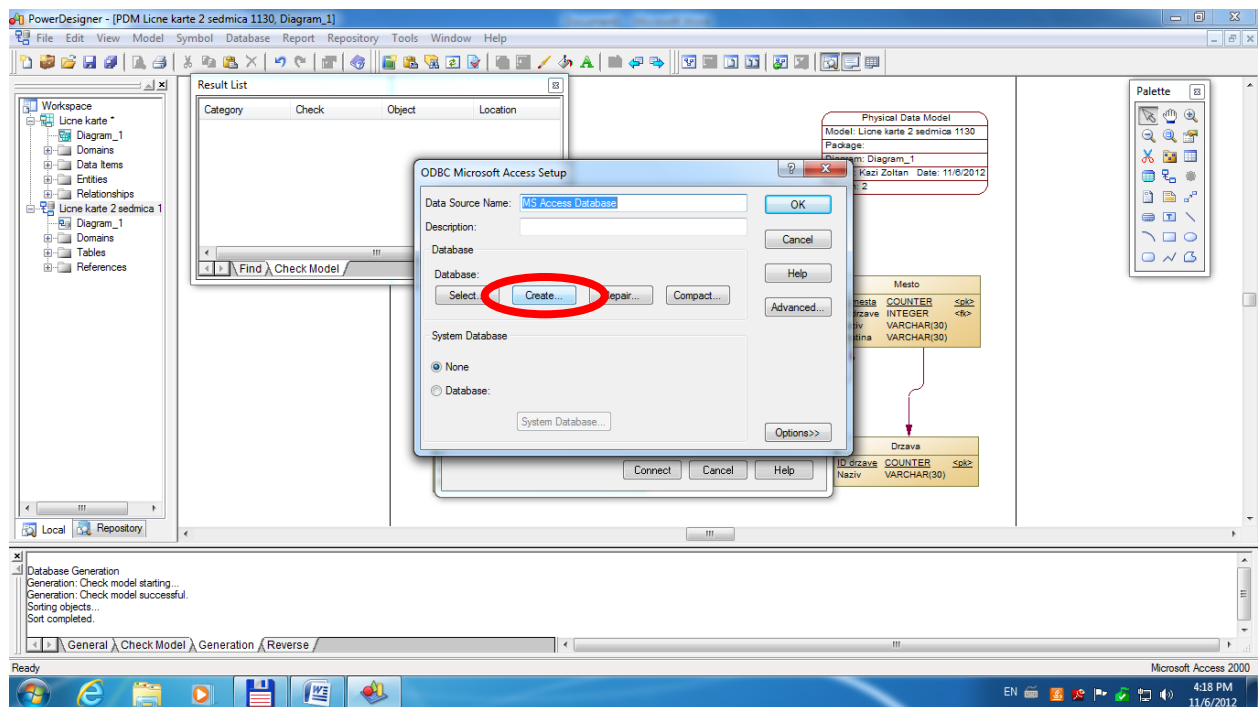 PowerDesigner - [PDM Licne karte 2 sedmica 1130, Diagram_1]
File Edit View Model Symbol Database Report Repository Tools Window Help
Workspace
Licne karte *
Diagram_1
Domains
Data Items
Entities
Relationships
Licne karte 2 sedmica 1
Diagram_1
Domains
Tables
References
Local Repository
Result List
Category Check Object Location
Find Check Model
ODBC Microsoft Access Setup
Data Source Name: MS Access Database
OK
Description:
Cancel
Database
Database:
Help
Select... Create... Repair... Compact...
Advanced...
System Database
None
Database:
System Database...
Options>>
Connect Cancel Help
Physical Data Model
Model: Licne karte 2 sedmica 1130
Package:
Diagram: Diagram_1
Kazi Zoltan Date: 11/6/2012
: 2
Mesto
mesta COUNTER <pk>
drzave INTEGER <fk>
VARCHAR(30)
VARCHAR(30)
Drzava
ID drzave COUNTER <pk>
Naziv VARCHAR(30)
Palette
Database Generation
Generation: Check model starting...
Generation: Check model successful.
Sorting objects...
Sort completed.
General Check Model Generation Reverse
Ready
Microsoft Access 2000
EN
4:18 PM
11/6/2012